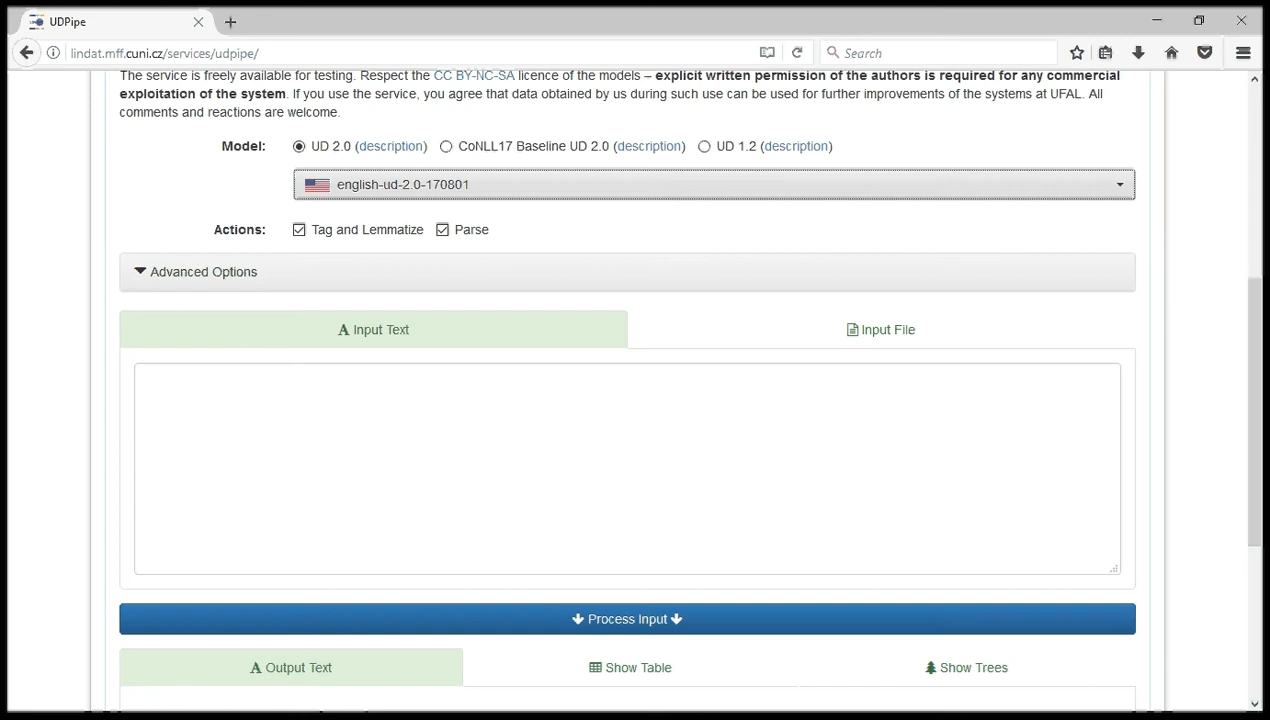 UDPipe
lindat.mff.cuni.cz/services/udpipe/
Search
The service is freely available for testing. Respect the CC BY-NC-SA licence of the models – explicit written permission of the authors is required for any commercial
exploitation of the system. If you use the service, you agree that data obtained by us during such use can be used for further improvements of the systems at UFAL. All
comments and reactions are welcome.
Model: UD 2.0 (description) CoNLL17 Baseline UD 2.0 (description) UD 1.2 (description)
english-ud-2.0-170801
Actions: Tag and Lemmatize Parse
Advanced Options
Input Text Input File
Process Input
Output Text Show Table Show Trees